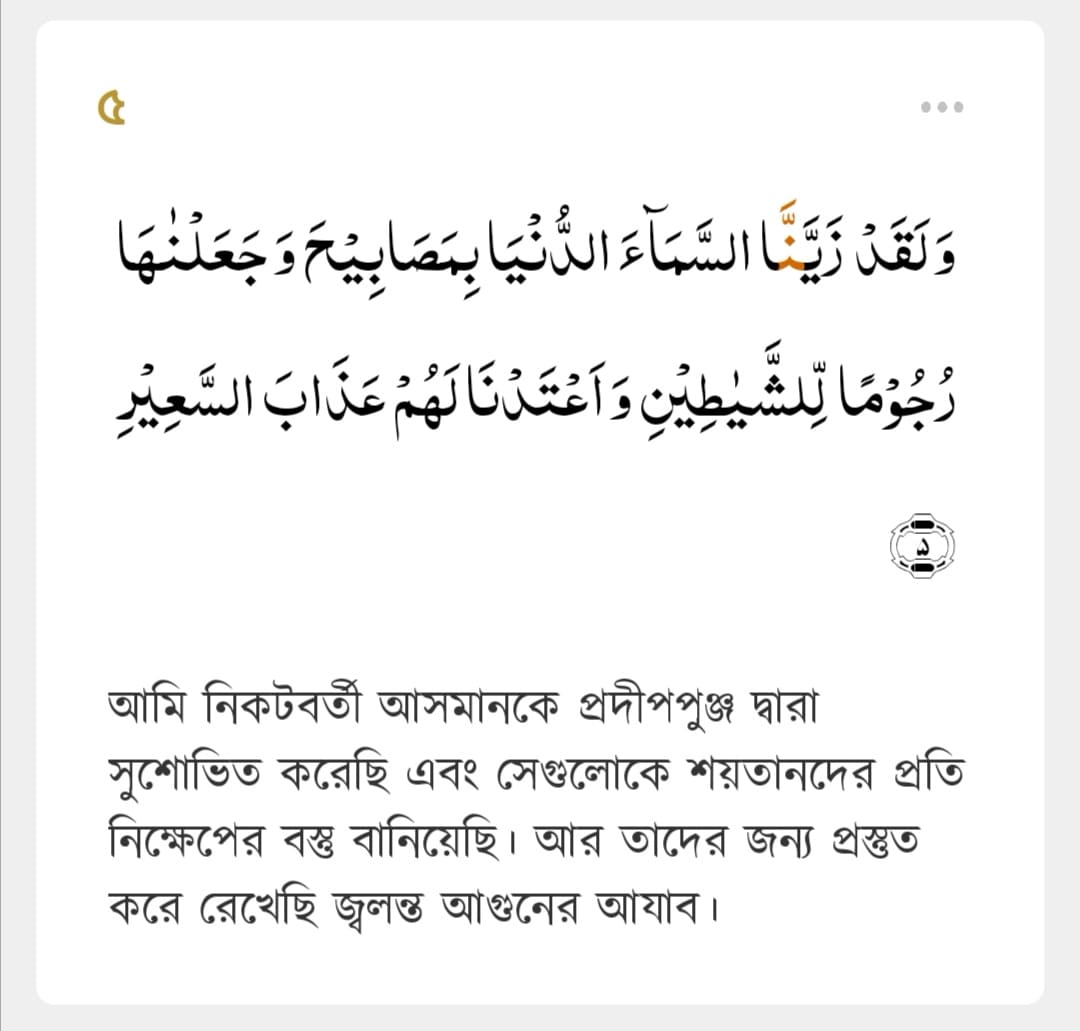 ৫
وَلَقَدۡ زَيَّنَّا السَّمَآءَ الدُّنۡيَا بِمَصَابِيۡحَ وَجَعَلۡنٰهَا
رُجُوۡمًا لِّلشَّيٰطِيۡنِ وَاَعۡتَدۡنَا لَهُمۡ عَذَابَ السَّعِيۡرِ
۵
আমি নিকটবর্তী আসমানকে প্রদীপপুঞ্জ দ্বারা
সুশোভিত করেছি এবং সেগুলোকে শয়তানদের প্রতি
নিক্ষেপের বস্তু বানিয়েছি। আর তাদের জন্য প্রস্তুত
করে রেখেছি জ্বলন্ত আগুনের আযাব।